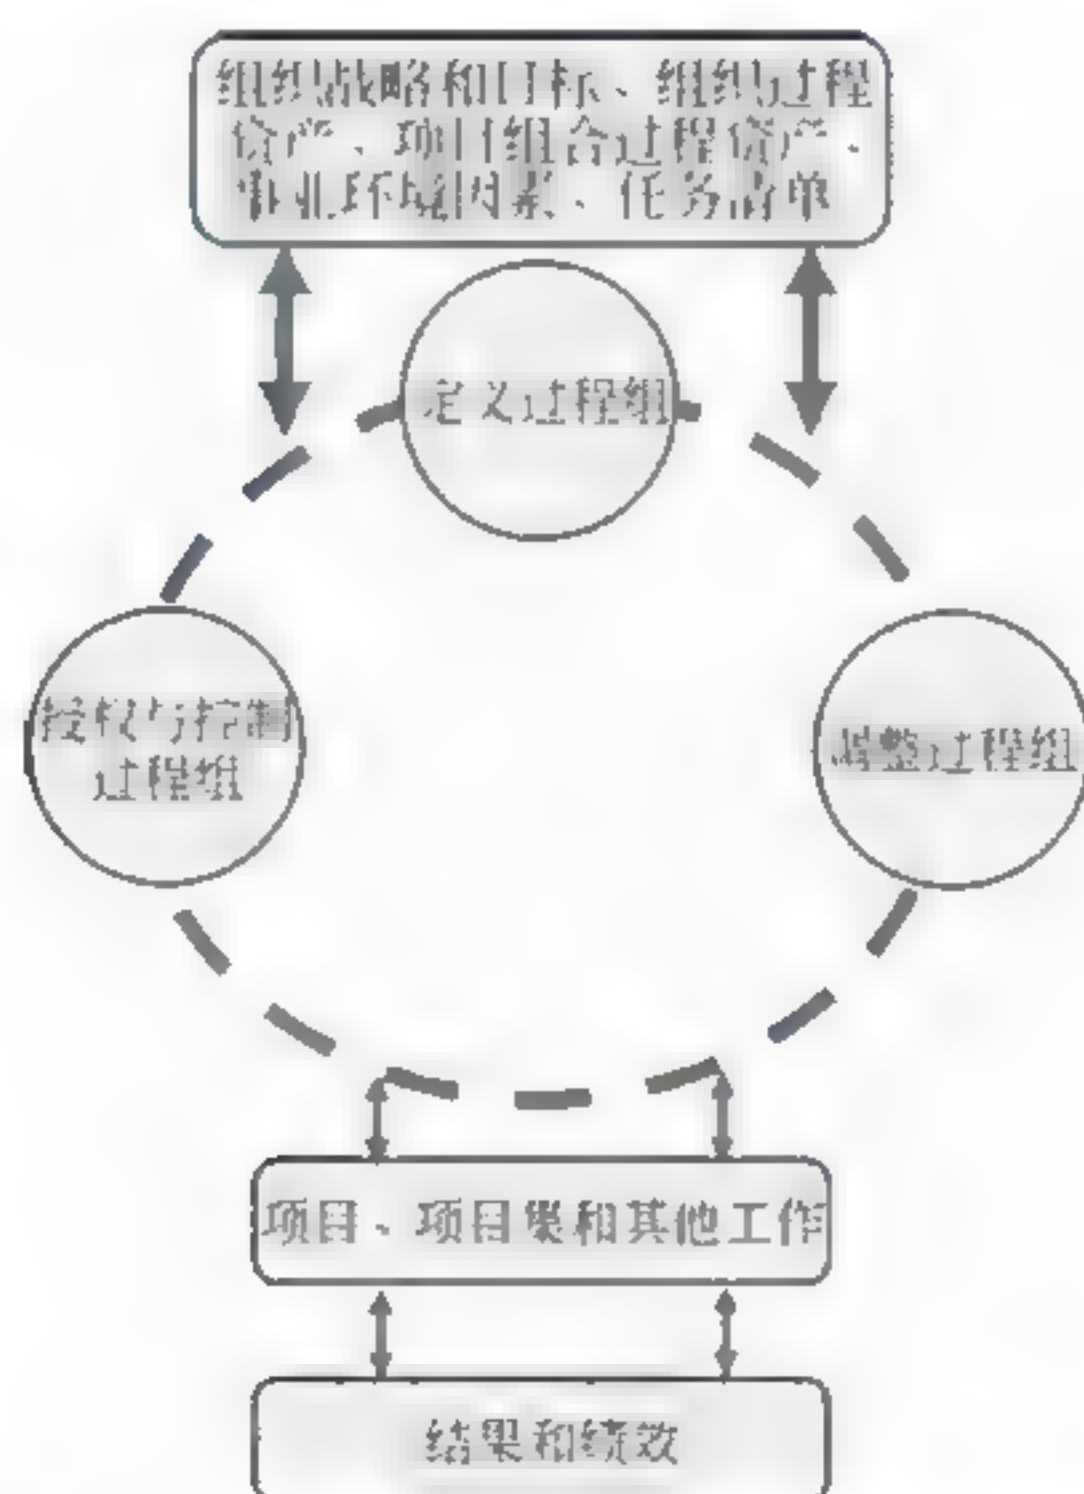 组织战略和目标、组织过程
资产、项目组合过程资产、
事业环境因素、任务清单
定义过程组
授权与控制
过程组
调整过程组
项目、项目集和其他工作
结果和绩效